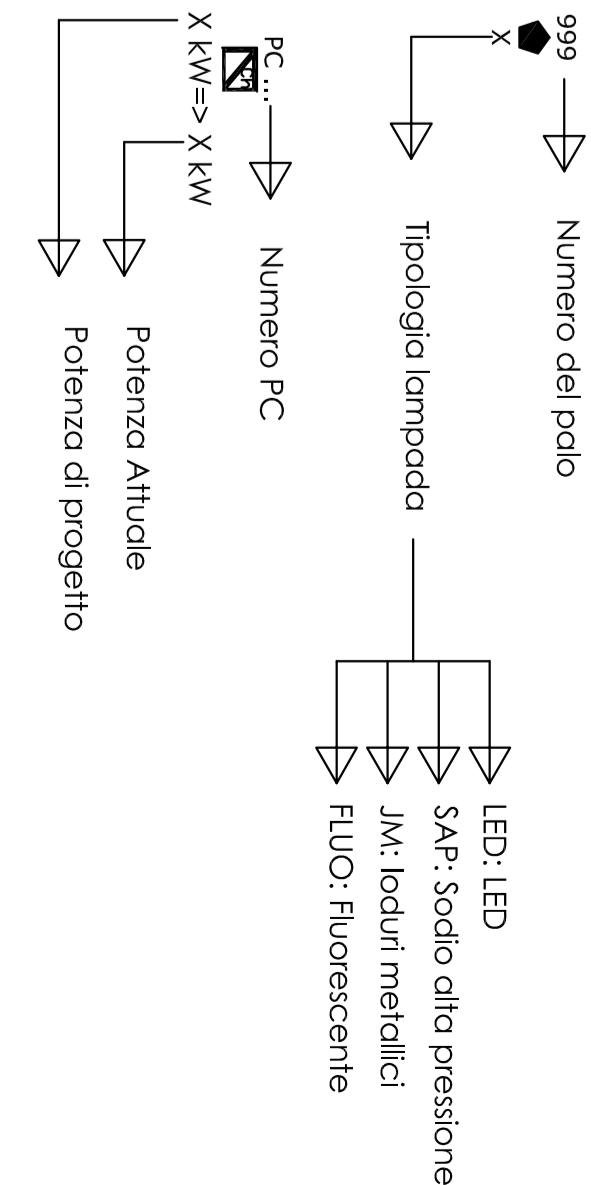 999
Numero del palo
X
Tipologia lampada
LED: LED
SAP: Sodio alta pressione
JM: Ioduri metallici
FLUO: Fluorescente
PC ...
Numero PC
Ch
X kW=> X kW
Potenza Attuale
Potenza di progetto